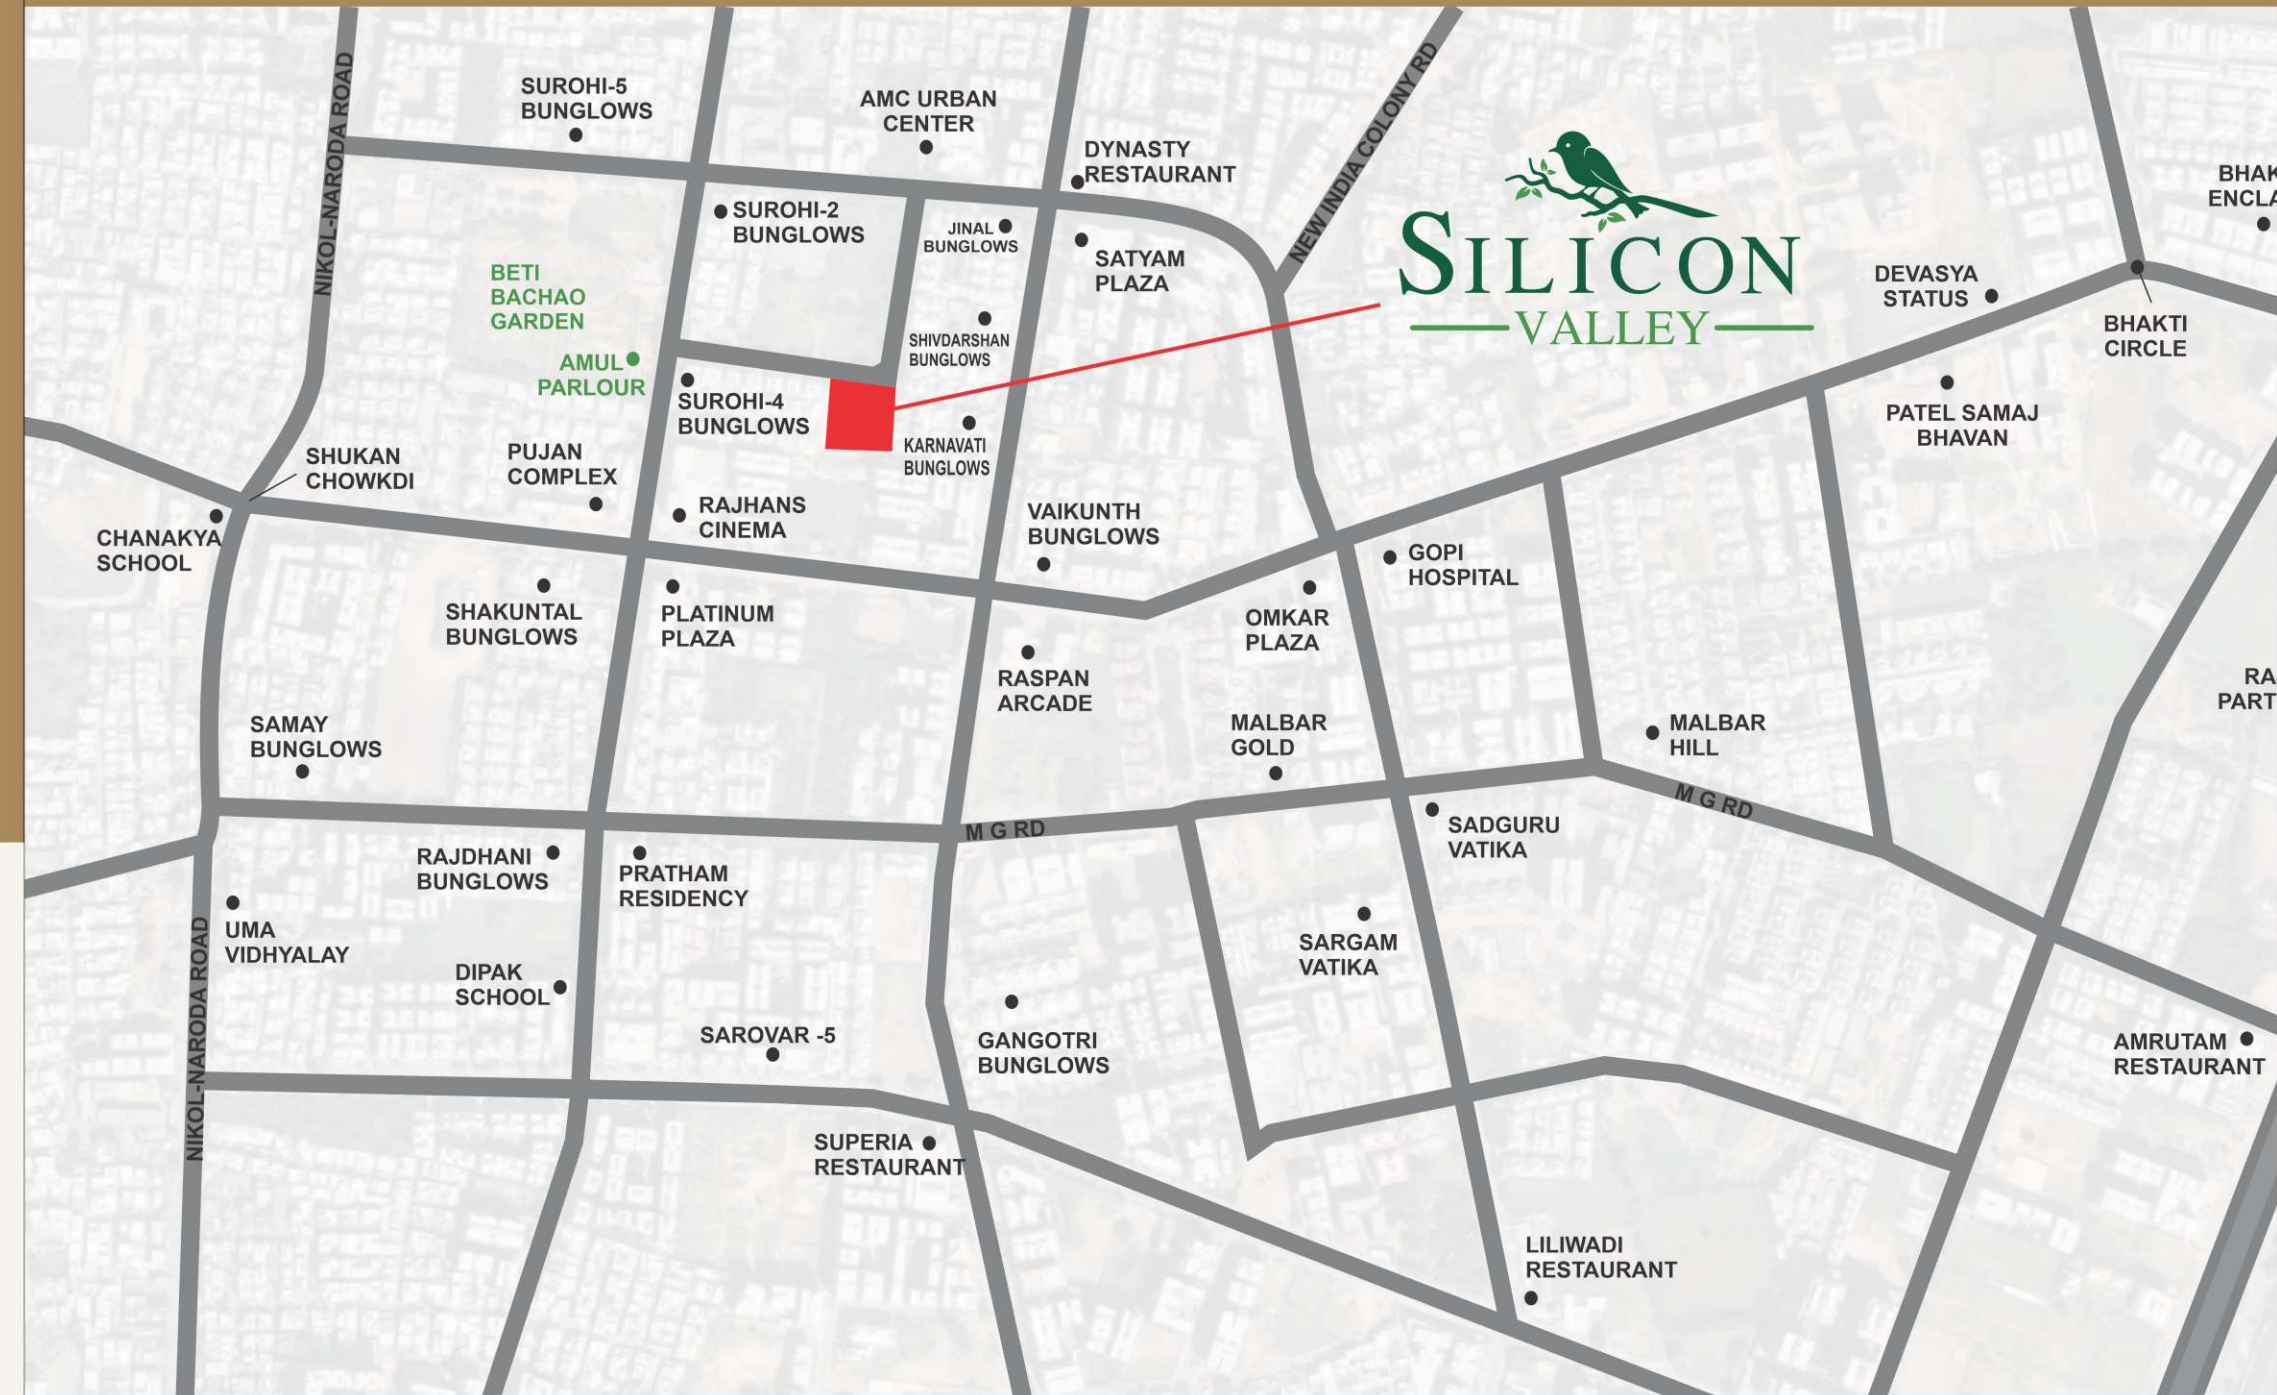 NIKOL-NARODA ROAD
SUROHI-5
BUNGLOWS
AMC URBAN
CENTER
DYNASTY
RESTAURANT
NEW INDIA COLONY RD
SUROHI-2
BUNGLOWS
JINAL
BUNGLOWS
SATYAM
PLAZA
SILICON
VALLEY
BHAK
ENCLA
DEVASYA
STATUS
BHAKTI
CIRCLE
BETI
BACHAO
GARDEN
AMUL
PARLOUR
SHIVDARSHAN
BUNGLOWS
SUROHI-4
BUNGLOWS
KARNAVATI
BUNGLOWS
PATEL SAMAJ
BHAVAN
SHUKAN
CHOWKDI
PUJAN
COMPLEX
RAJHANS
CINEMA
VAIKUNTH
BUNGLOWS
CHANAKYA
SCHOOL
GOPI
HOSPITAL
SHAKUNTAL
BUNGLOWS
PLATINUM
PLAZA
OMKAR
PLAZA
RASPAN
ARCADE
RA
PART
SAMAY
BUNGLOWS
MALBAR
GOLD
MALBAR
HILL
M G RD
M G RD
SADGURU
VATIKA
RAJDHANI
BUNGLOWS
PRATHAM
RESIDENCY
UMA
VIDHYALAY
NIKOL-NARODA ROAD
DIPAK
SCHOOL
SARGAM
VATIKA
SAROVAR -5
GANGOTRI
BUNGLOWS
AMRUTAM
RESTAURANT
SUPERIA
RESTAURANT
LILIWADI
RESTAURANT